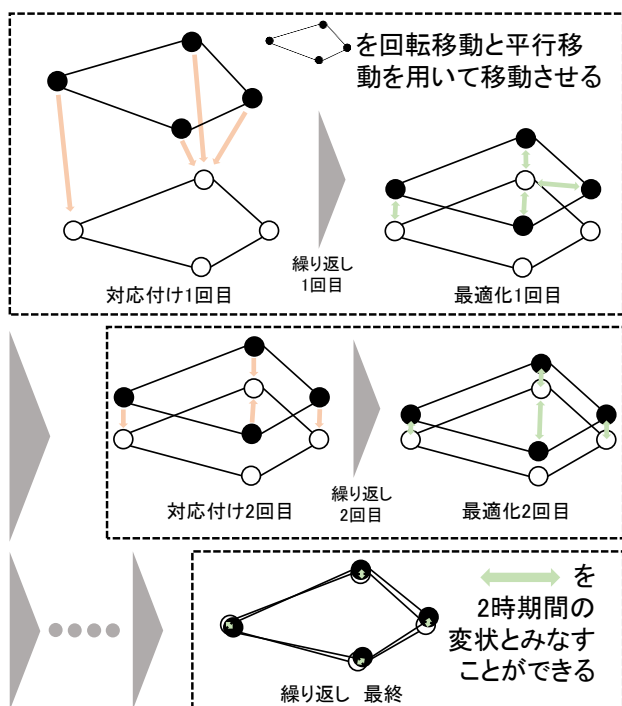 を回転移動と平行移
動を用いて移動させる
対応付け1回目
繰り返し
1回目
最適化1回目
対応付け2回目
繰り返し
2回目
最適化2回目
を
2時期間の
変状とみなす
ことができる
繰り返し 最終